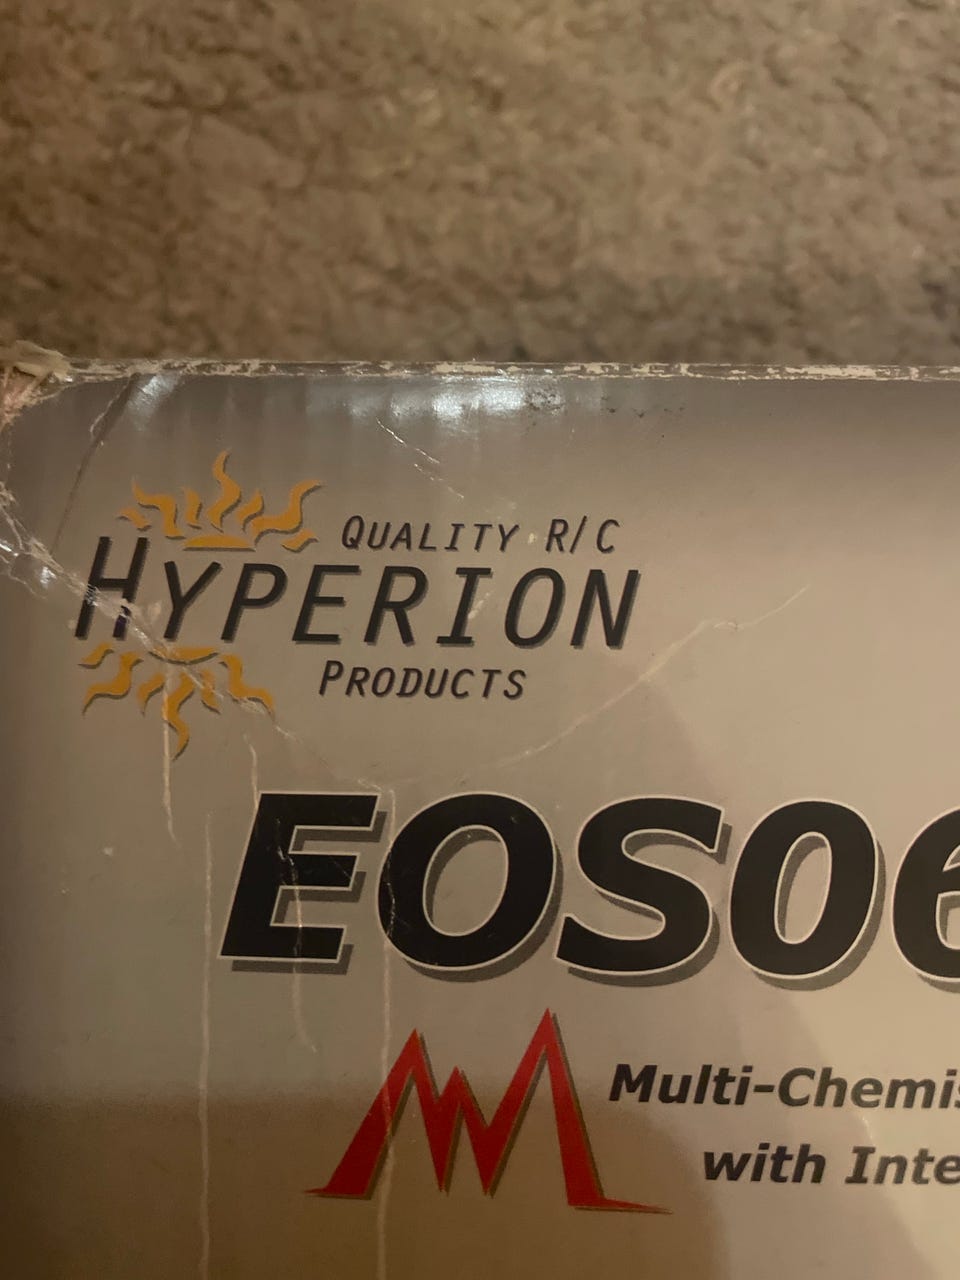 QUALITY R/C
HYPERION
PRODUCTS
EOS06
Multi-Chemis
with Inte